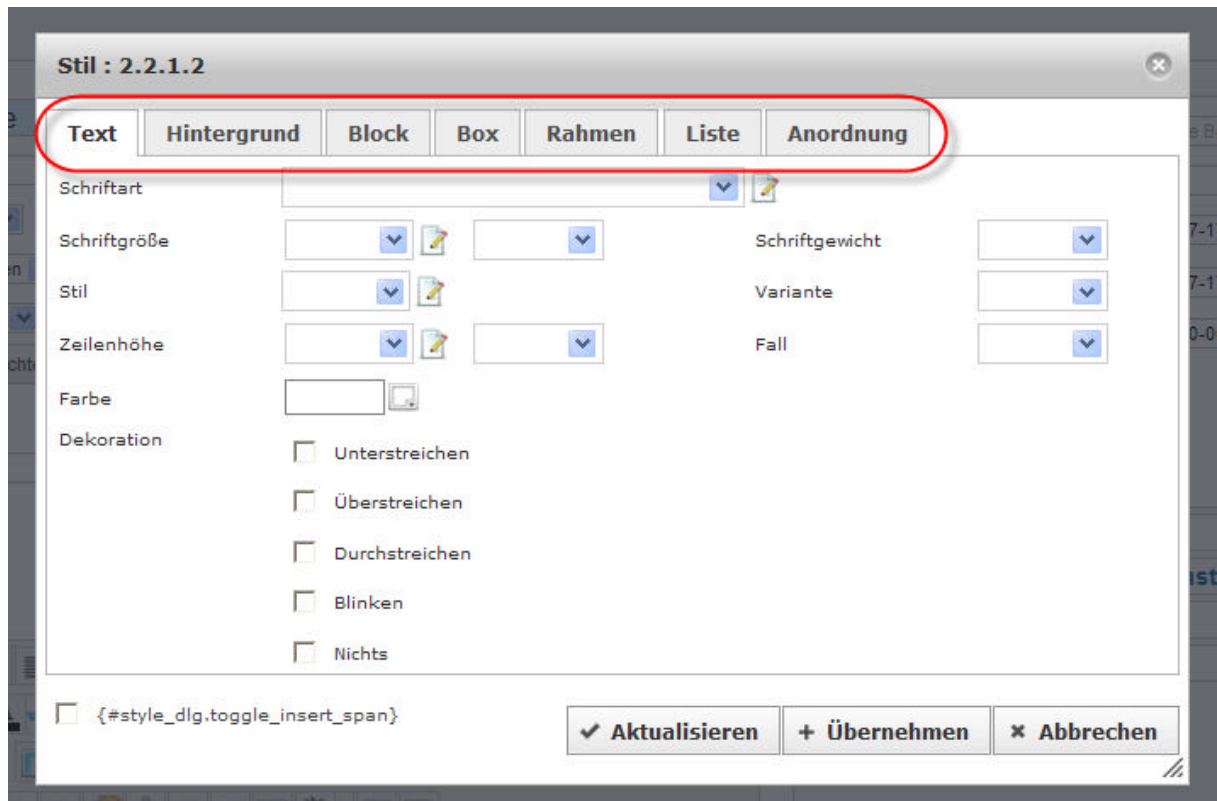 Stil : 2.2.1.2
Text Hintergrund Block Box Rahmen Liste Anordnung
Schriftart
Schriftgröße Schriftgewicht
Stil Variante
Zeilenhöhe Fall
Farbe
Dekoration
Unterstreichen
Überstreichen
Durchstreichen
Blinken
Nichts
{#style_dlg.toggle_insert_span}
Aktualisieren Übernehmen Abbrechen